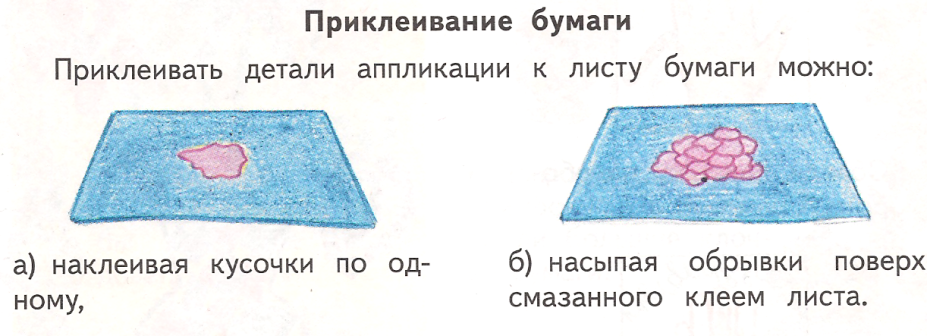 Приклеивание бумаги
Приклеивать детали аппликации к листу бумаги можно:
а) наклеивая кусочки по од-
ному,
б) насыпая обрывки поверх
смазанного клеем листа.